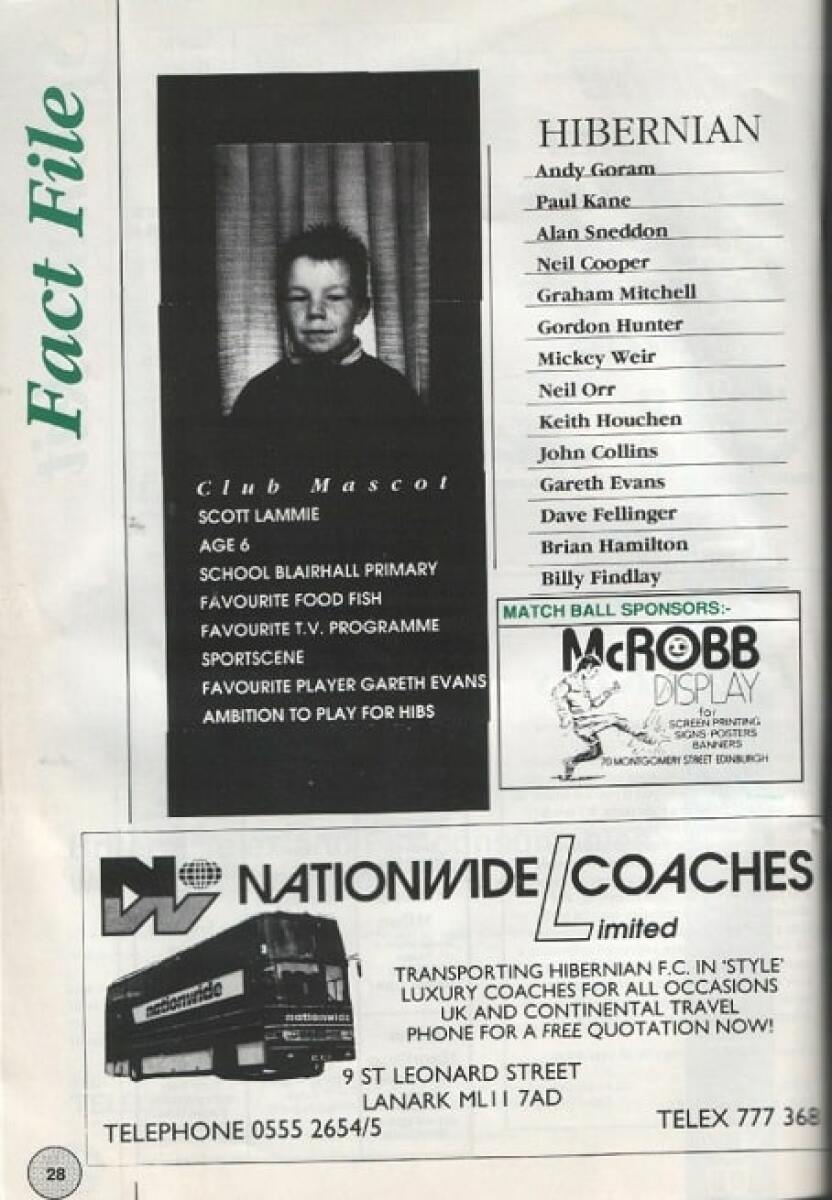 Fact File
Club Mascot
SCOTT LAMMIE
AGE 6
SCHOOL BLAIRHALL PRIMARY
FAVOURITE FOOD FISH
FAVOURITE T.V. PROGRAMME
SPORTSCENE
FAVOURITE PLAYER GARETH EVANS
AMBITION TO PLAY FOR HIBS
HIBERNIAN
Andy Goram
Paul Kane
Alan Sneddon
Neil Cooper
Graham Mitchell
Gordon Hunter
Mickey Weir
Neil Orr
Keith Houchen
John Collins
Gareth Evans
Dave Fellinger
Brian Hamilton
Billy Findlay
MATCH BALL SPONSORS:-
McROBB
DISPLAY
for
SCREEN PRINTING
SIGNS·POSTERS
BANNERS
70 MONTGOMERY STREET EDINBURGH
NW
NATIONWIDE COACHES
Limited
nationwide
nationwide
TRANSPORTING HIBERNIAN F.C. IN 'STYLE'
LUXURY COACHES FOR ALL OCCASIONS
UK AND CONTINENTAL TRAVEL
PHONE FOR A FREE QUOTATION NOW!
9 ST LEONARD STREET
LANARK ML11 7AD
TELEPHONE 0555 2654/5
TELEX 777 368
28